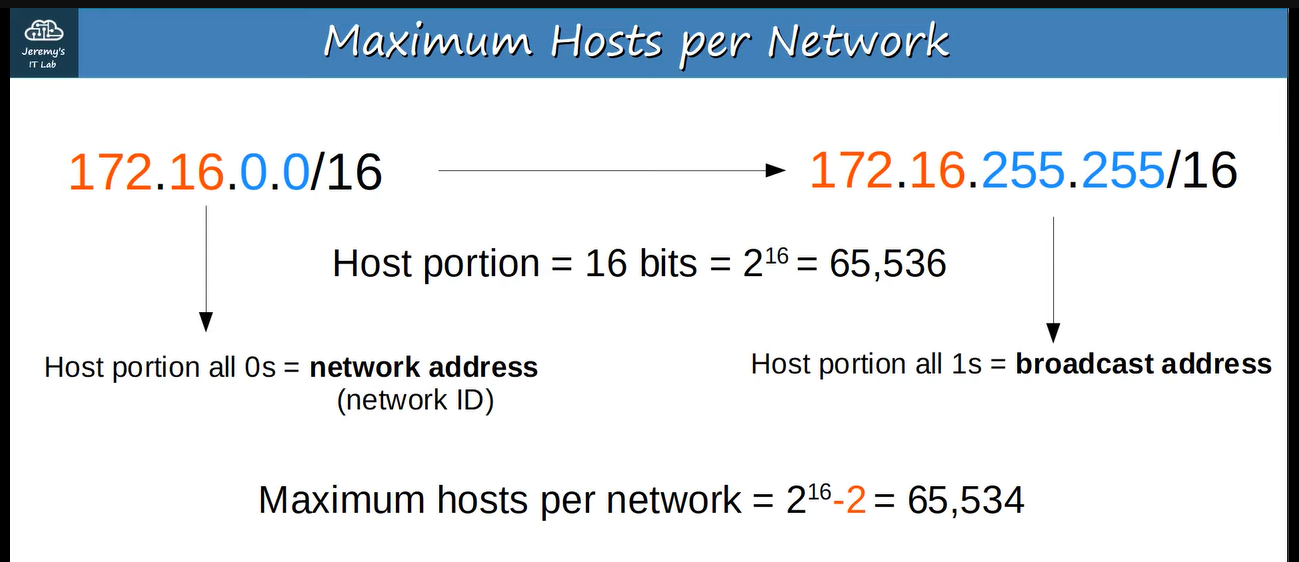 Jeremy's
IT Lab
Maximum Hosts per Network
172.16.0.0/16
172.16.255.255/16
Host portion = 16 bits = 2¹⁶ = 65,536
Host portion all 0s = network address
(network ID)
Host portion all 1s = broadcast address
Maximum hosts per network = 2¹⁶-2 = 65,534